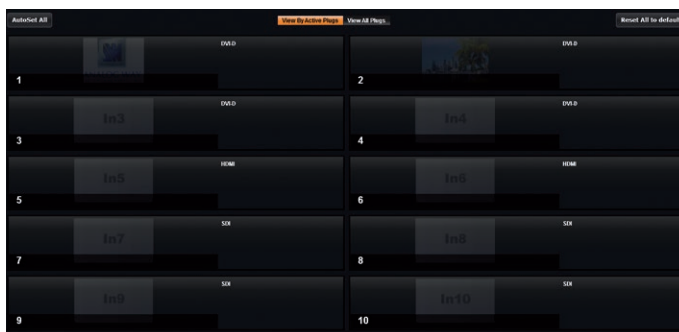 AutoSet All View By Active Plugs View All Plugs Reset All to defaul
DVI-D DVI-D
1 2
DVI-D DVI-D
In3 In4
3 4
HDMI HDMI
In5 In6
5 6
SDI SDI
In7 In8
7 8
SDI SDI
In9 In10
9 10